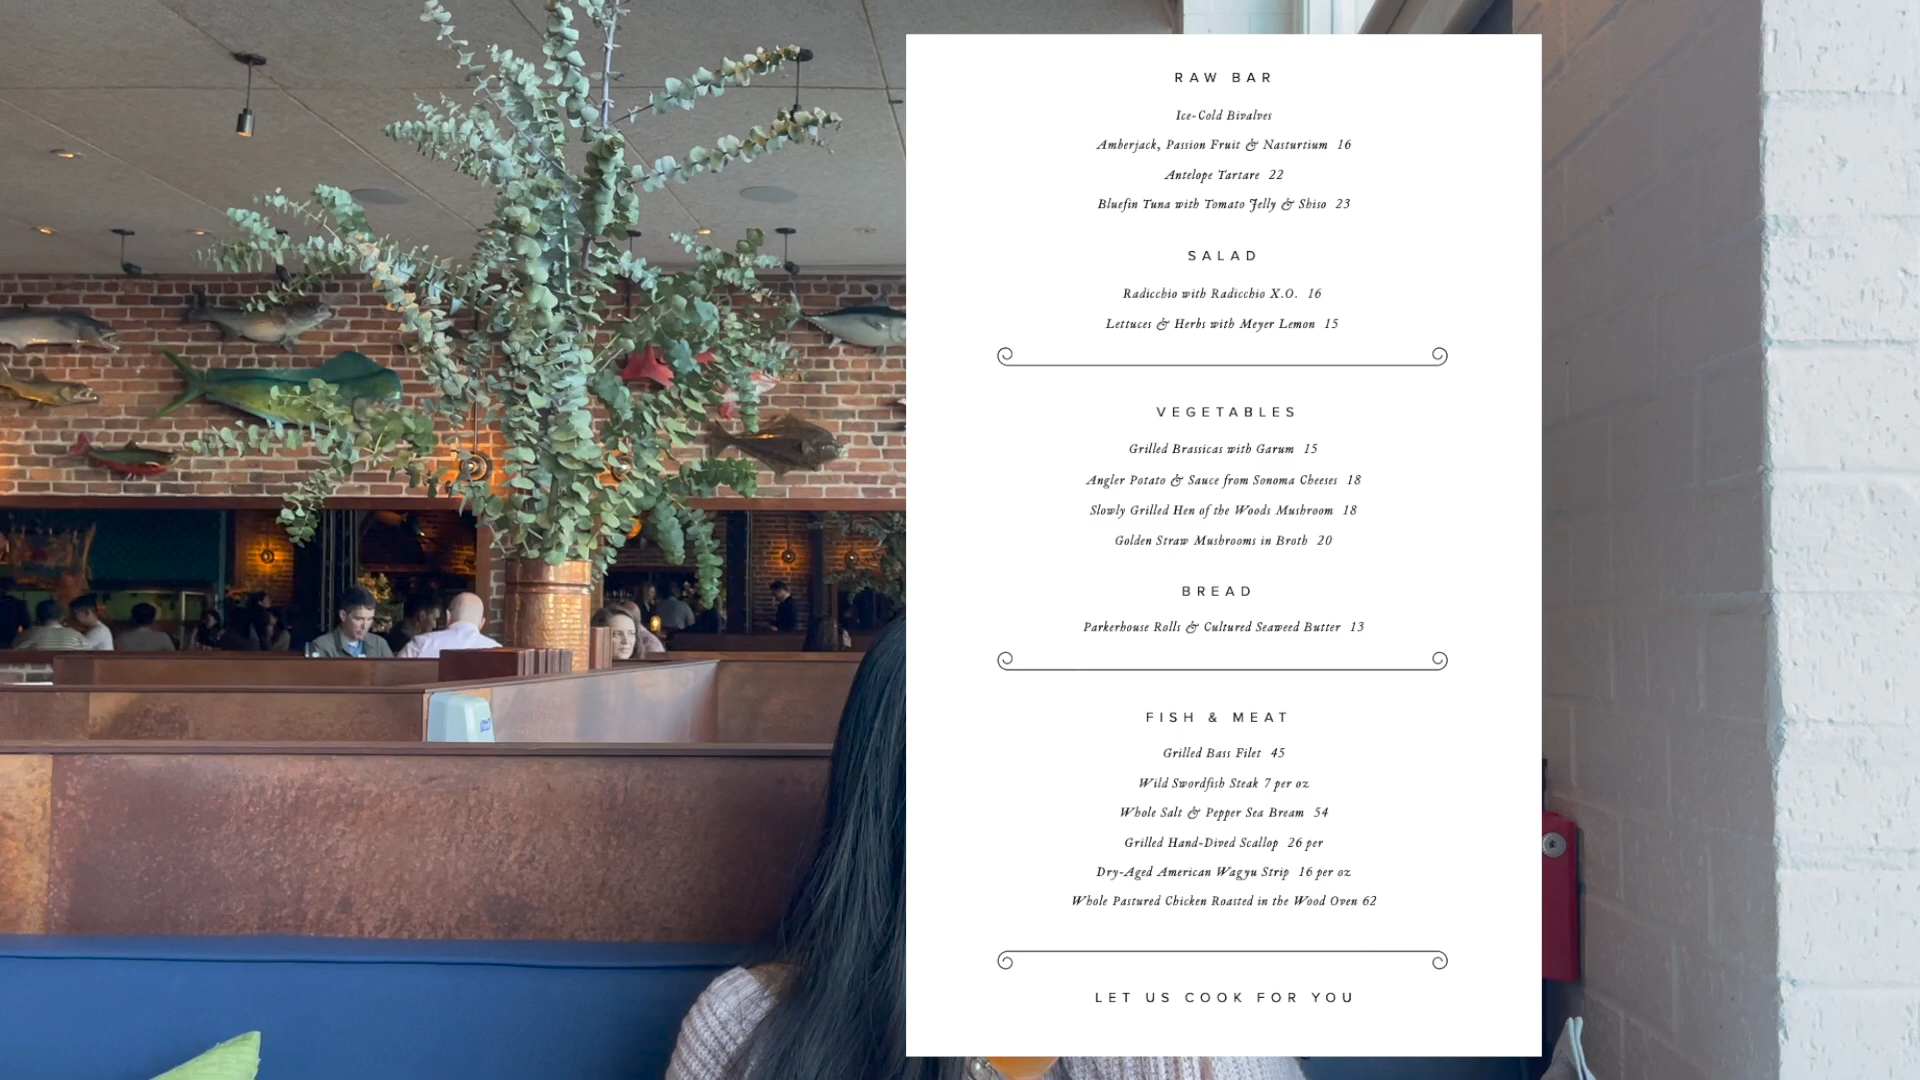 RAW BAR
Ice-Cold Bivalves
Amberjack, Passion Fruit & Nasturtium 16
Antelope Tartare 22
Bluefin Tuna with Tomato Jelly & Shiso 23
SALAD
Radicchio with Radicchio X.O. 16
Lettuces & Herbs with Meyer Lemon 15
VEGETABLES
Grilled Brassicas with Garum 15
Angler Potato & Sauce from Sonoma Cheeses 18
Slowly Grilled Hen of the Woods Mushroom 18
Golden Straw Mushrooms in Broth 20
BREAD
Parkerhouse Rolls & Cultured Seaweed Butter 13
FISH & MEAT
Grilled Bass Filet 45
Wild Swordfish Steak 7 per oz
Whole Salt & Pepper Sea Bream 54
Grilled Hand-Dived Scallop 26 per
Dry-Aged American Wagyu Strip 16 per oz
Whole Pastured Chicken Roasted in the Wood Oven 62
LET US COOK FOR YOU